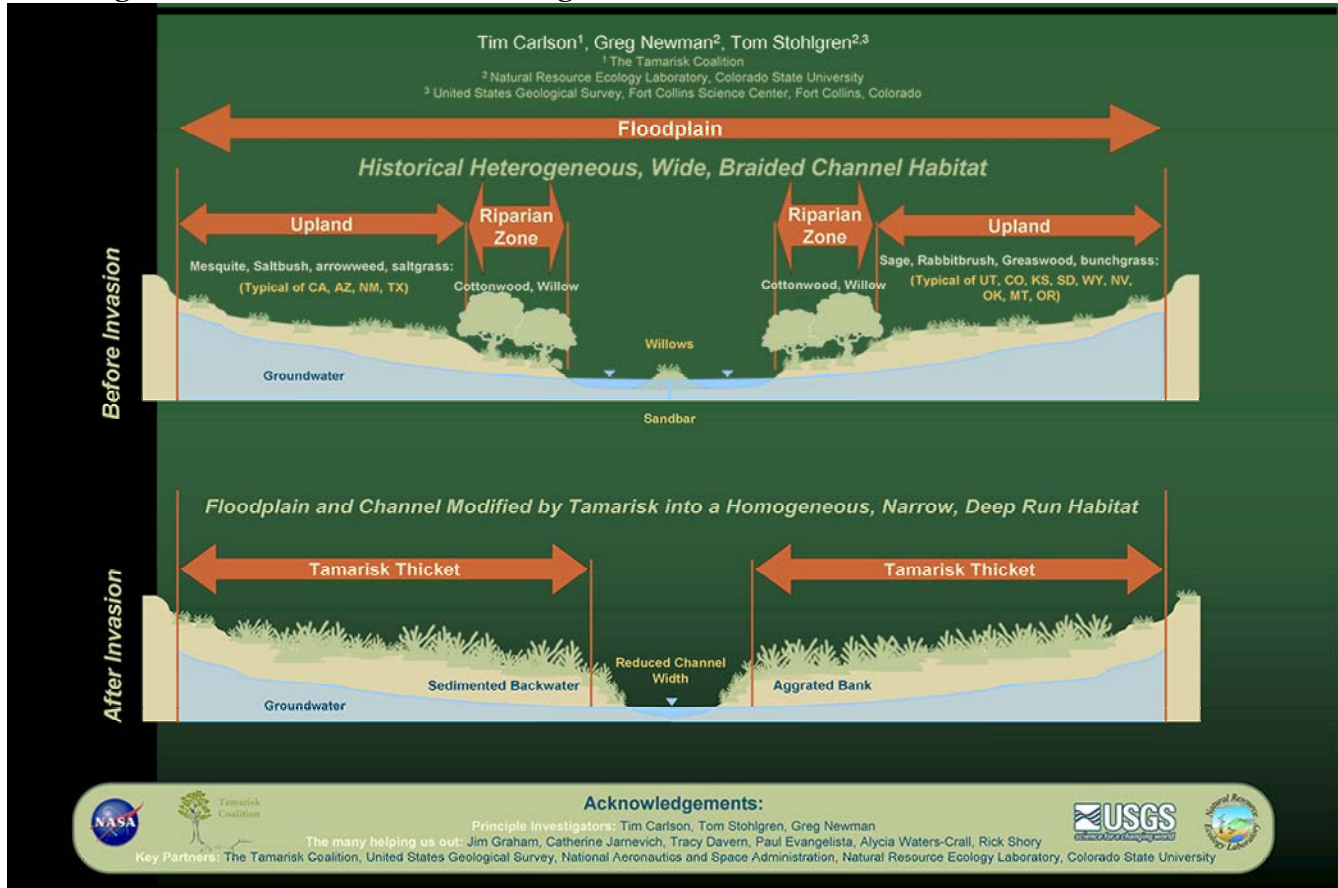 Tim Carlson1, Greg Newman2, Tom Stohlgren2,3
1 The Tamarisk Coalition
2 Natural Resource Ecology Laboratory, Colorado State University
3 United States Geological Survey, Fort Collins Science Center, Fort Collins, Colorado
Floodplain
Historical Heterogeneous, Wide, Braided Channel Habitat
Before Invasion
Upland
Riparian
Zone
Riparian
Zone
Upland
Mesquite, Saltbush, arrowweed, saltgrass:
(Typical of CA, AZ, NM, TX)
Cottonwood, Willow
Cottonwood, Willow
Sage, Rabbitbrush, Greaswood, bunchgrass:
(Typical of UT, CO, KS, SD, WY, NV,
OK, MT, OR)
Willows
Groundwater
Sandbar
After Invasion
Floodplain and Channel Modified by Tamarisk into a Homogeneous, Narrow, Deep Run Habitat
Tamarisk Thicket
Tamarisk Thicket
Reduced Channel
Width
Sedimented Backwater
Aggrated Bank
Groundwater
NASA
Tamarisk
Coalition
Acknowledgements:
Principle Investigators: Tim Carlson, Tom Stohlgren, Greg Newman
The many helping us out: Jim Graham, Catherine Jarnevich, Tracy Davern, Paul Evangelista, Alycia Waters-Crall, Rick Shory
Key Partners: The Tamarisk Coalition, United States Geological Survey, National Aeronautics and Space Administration, Natural Resource Ecology Laboratory, Colorado State University
USGS
science for a changing world
Natural Resource
Ecology Laboratory